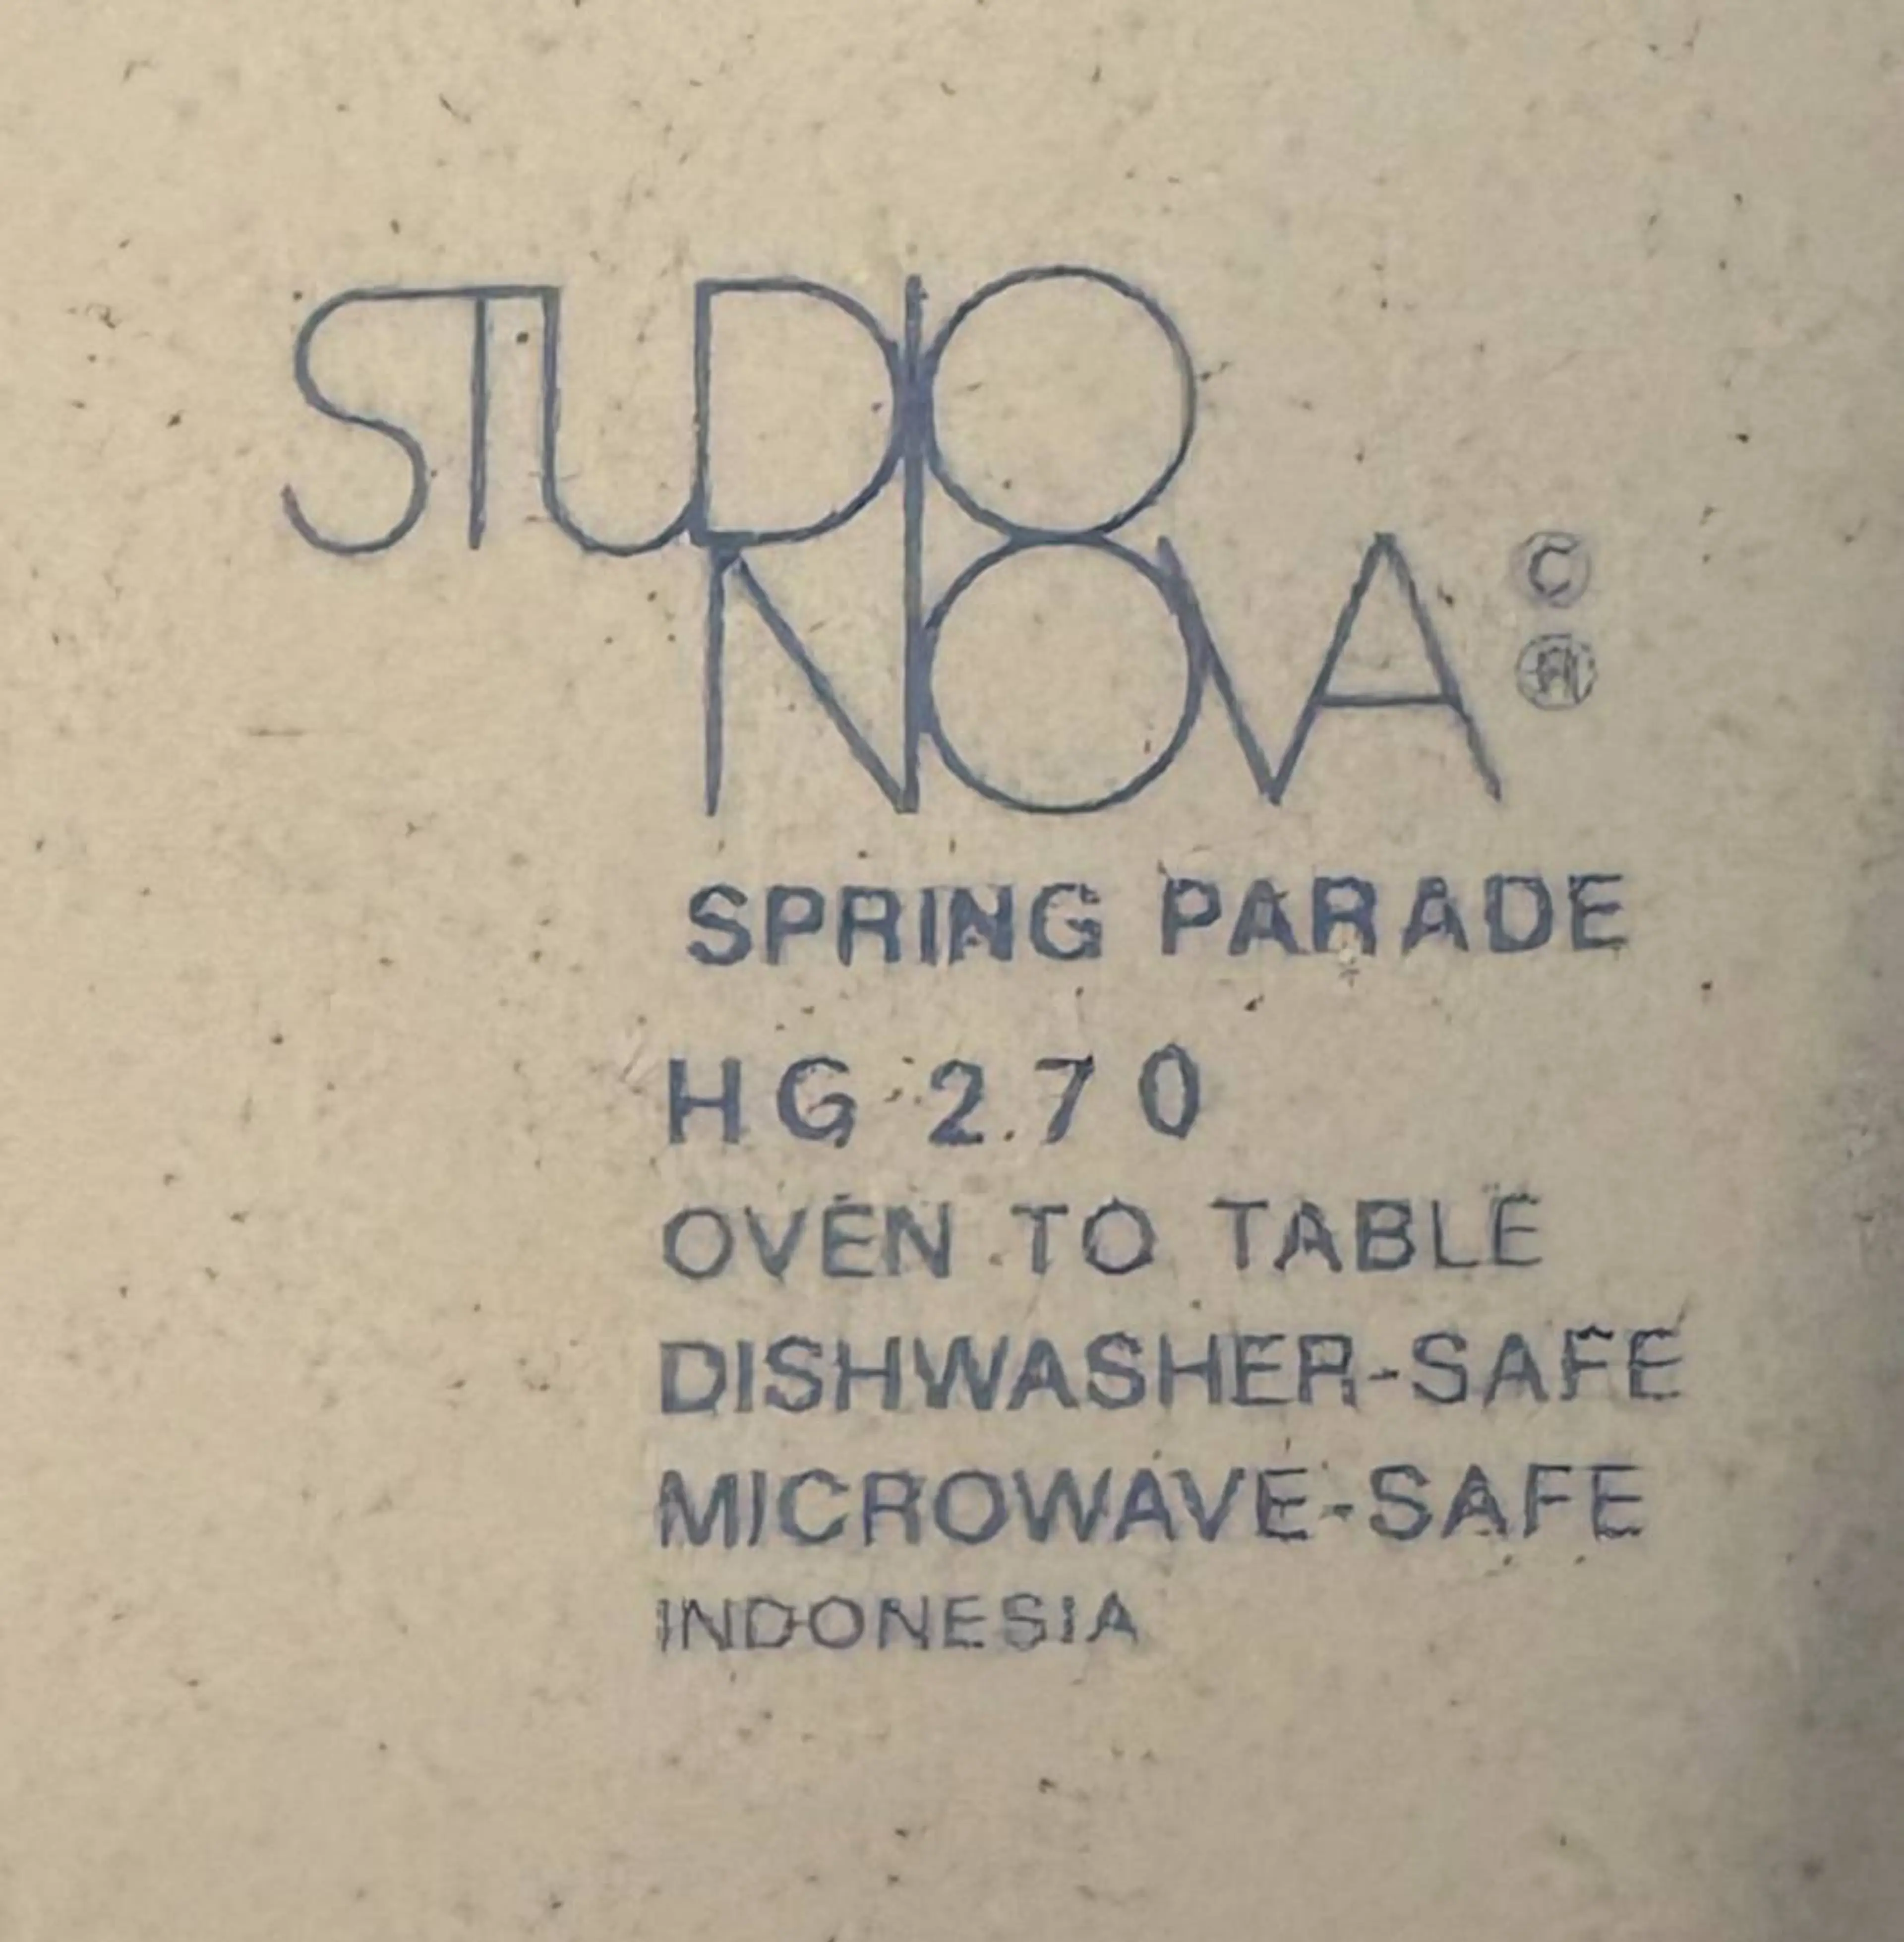 STUDIO
NOVA © ®
SPRING PARADE
HG 270
OVEN TO TABLE
DISHWASHER-SAFE
MICROWAVE-SAFE
INDONESIA